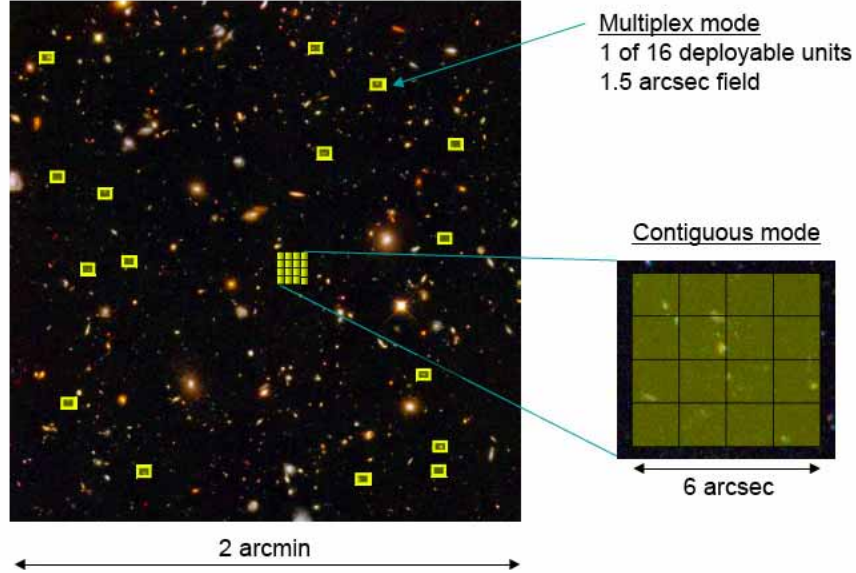 Multiplex mode
1 of 16 deployable units
1.5 arcsec field
Contiguous mode
6 arcsec
2 arcmin